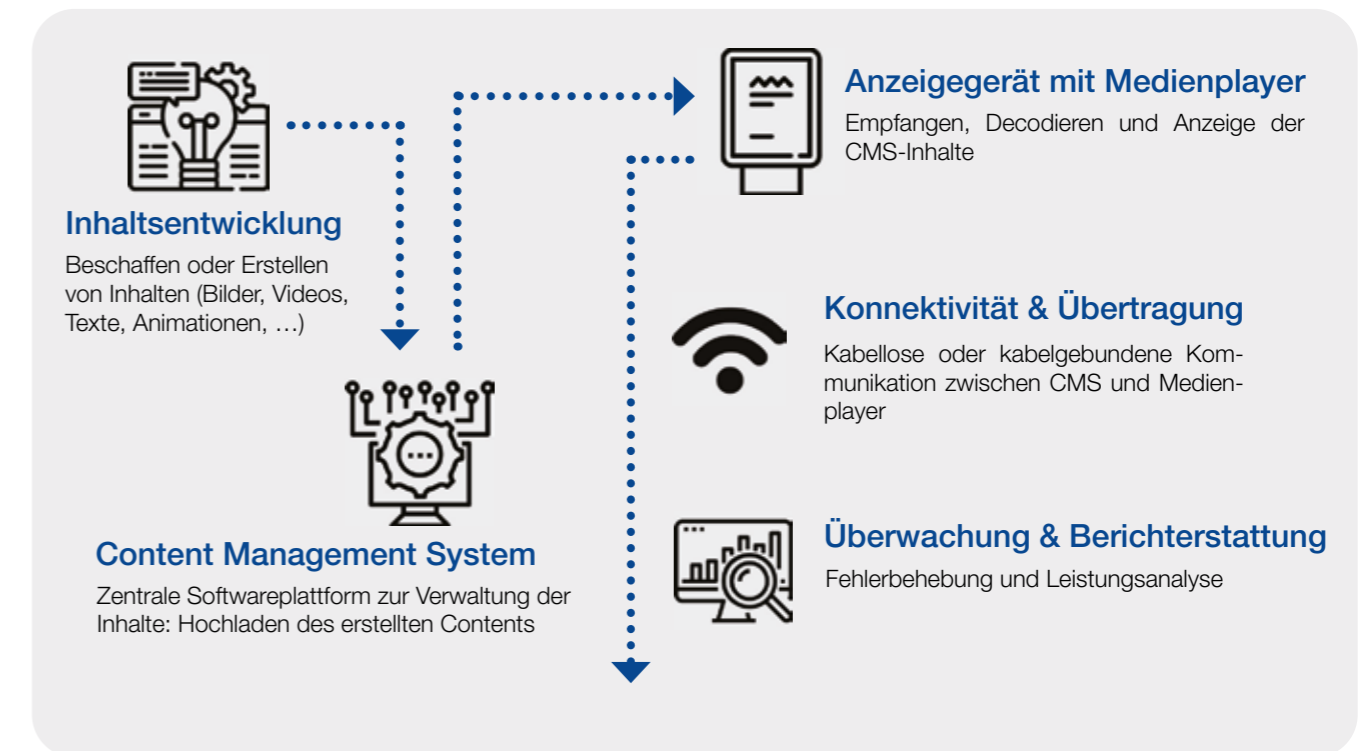 Inhaltsentwicklung
Beschaffen oder Erstellen
von Inhalten (Bilder, Videos,
Texte, Animationen, …)
Content Management System
Zentrale Softwareplattform zur Verwaltung der
Inhalte: Hochladen des erstellten Contents
Anzeigegerät mit Medienplayer
Empfangen, Decodieren und Anzeige der
CMS-Inhalte
Konnektivität & Übertragung
Kabellose oder kabelgebundene Kom-
munikation zwischen CMS und Medien-
player
Überwachung & Berichterstattung
Fehlerbehebung und Leistungsanalyse